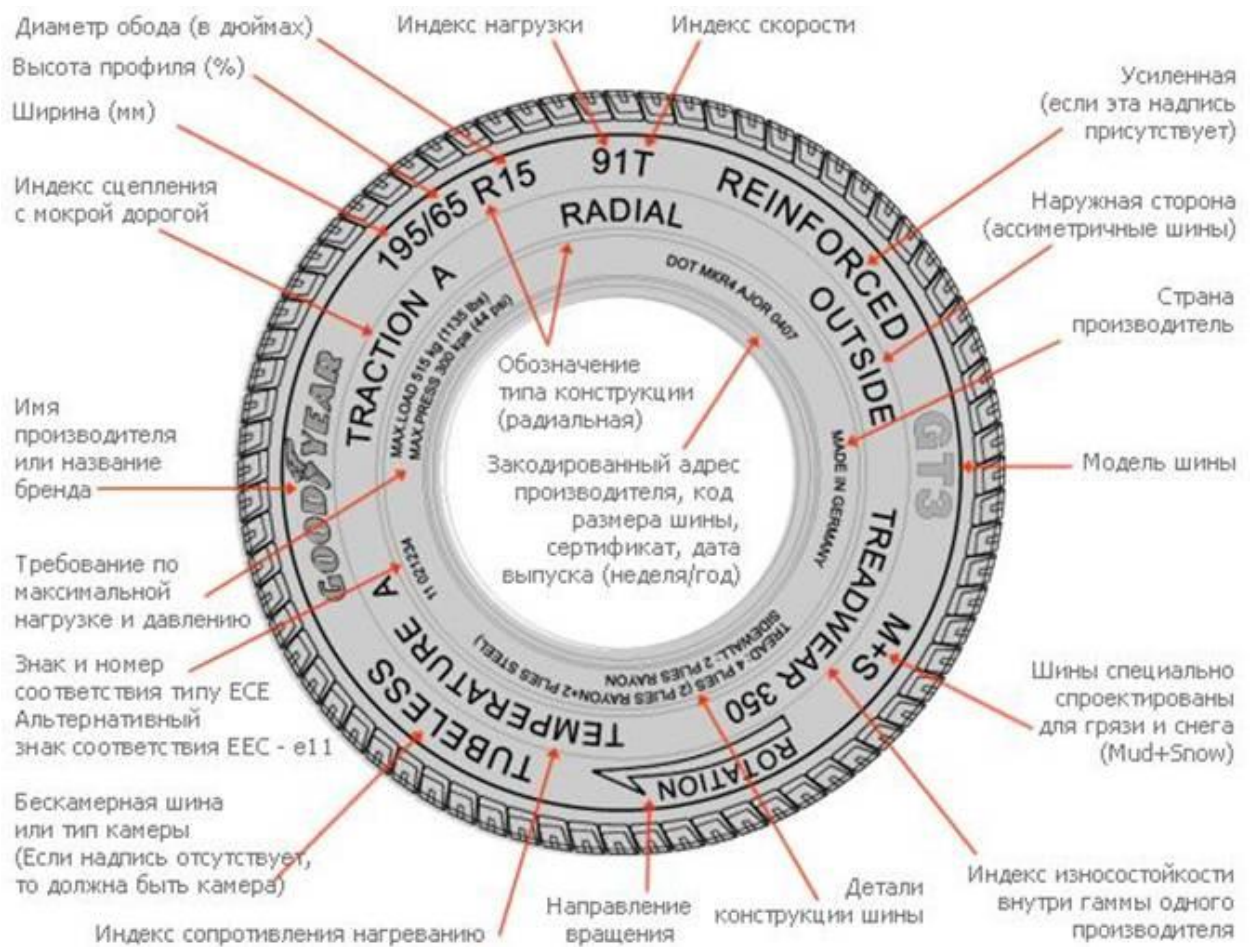 Диаметр обода (в дюймах)
Высота профиля (%)
Ширина (мм)
Индекс сцепления
с мокрой дорогой
Индекс нагрузки
Индекс скорости
Усиленная
(если эта надпись
присутствует)
Наружная сторона
(ассиметричные шины)
Страна
производитель
Модель шины
Шины специально
спроектированы
для грязи и снега
(Mud+Snow)
Индекс износостойкости
внутри гаммы одного
производителя
Детали
конструкции шины
Направление
вращения
Индекс сопротивления нагреванию
Бескамерная шина
или тип камеры
(Если надпись отсутствует,
то должна быть камера)
Знак и номер
соответствия типу ECE
Альтернативный
знак соответствия EEC - e11
Требование по
максимальной
нагрузке и давлению
Имя
производителя
или название
бренда
Обозначение
типа конструкции
(радиальная)
Закодированный адрес
производителя, код
размера шины,
сертификат, дата
выпуска (неделя/год)
195/65 R15
91T
REINFORCED
RADIAL
OUTSIDE
DOT MKR4 AJOR 0407
MADE IN GERMANY
GT3
TREADWEAR 350
M+S
TREAD: 4 PLIES (2 PLIES RAYON+2 PLIES STEEL)
SIDEWALL: 2 PLIES RAYON
ROTATION
TEMPERATURE A
TUBELESS
11 021234
GOOD YEAR
TRACTION A
MAX.LOAD 515 kg (1135 lbs)
MAX.PRESS 300 kpa (44 psi)